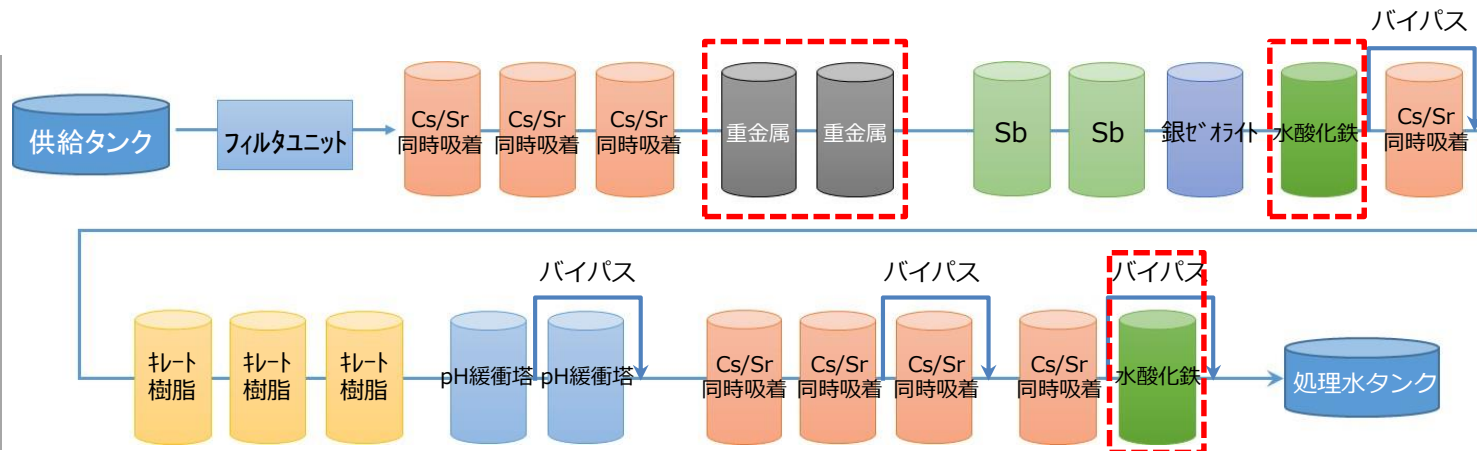 バイパス
供給タンク
フィルタユニット
Cs/Sr
同時吸着
Cs/Sr
同時吸着
Cs/Sr
同時吸着
重金属
重金属
Sb
Sb
銀ゼオライト
水酸化鉄
Cs/Sr
同時吸着
バイパス
バイパス
バイパス
キレート
樹脂
キレート
樹脂
キレート
樹脂
pH緩衝塔
pH緩衝塔
Cs/Sr
同時吸着
Cs/Sr
同時吸着
Cs/Sr
同時吸着
Cs/Sr
同時吸着
水酸化鉄
処理水タンク